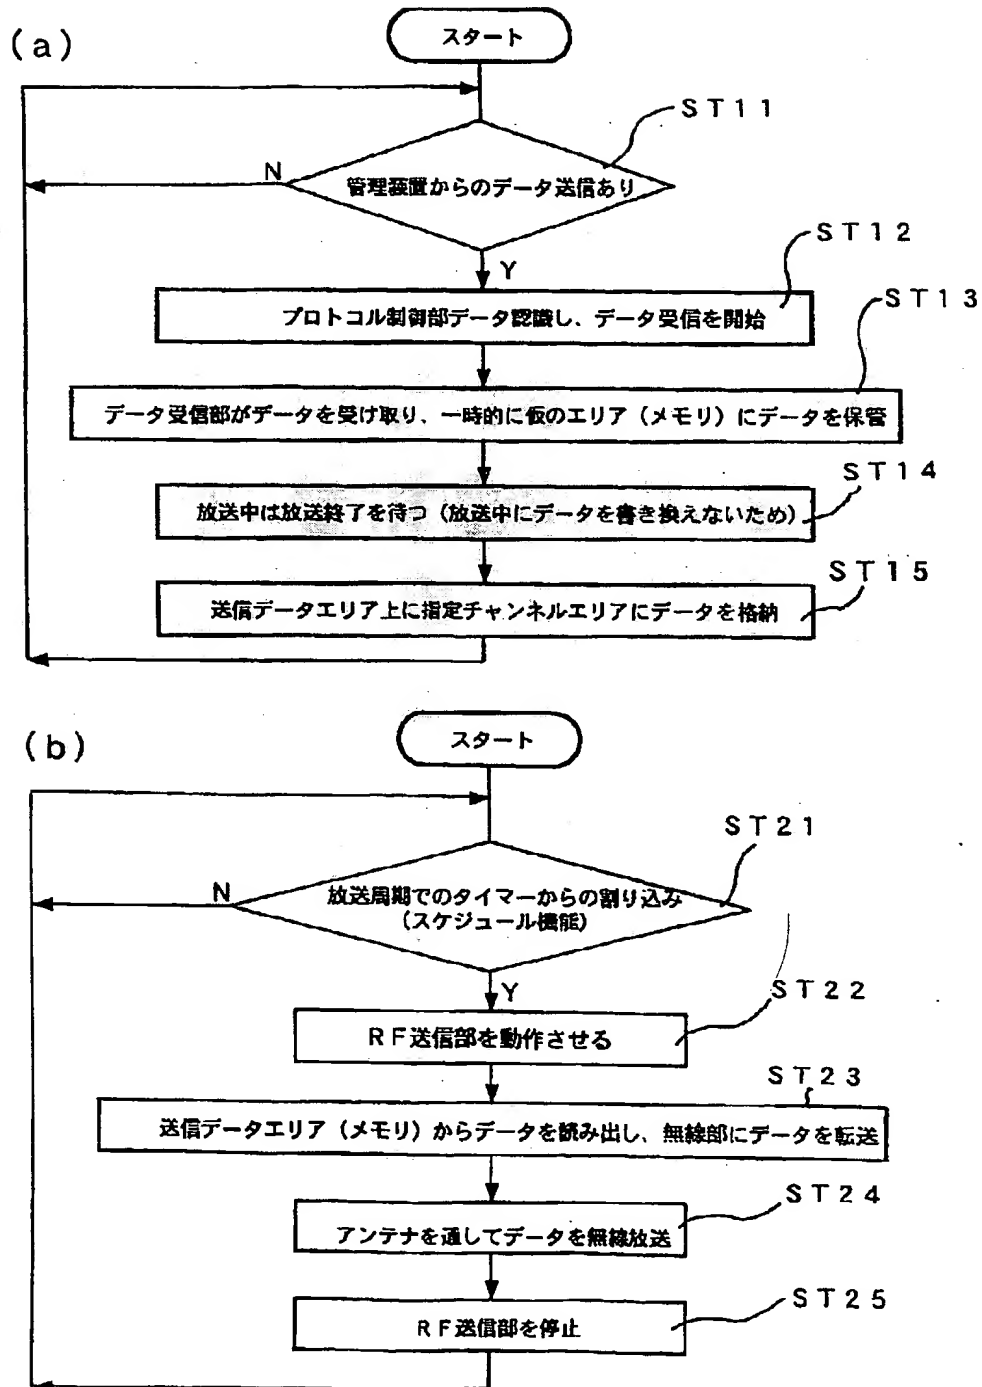 (a)
スタート
ST11
N
管理装置からのデータ送信あり
ST12
Y
ST13
プロトコル制御部データ認識し、データ受信を開始
データ受信部がデータを受け取り、一時的に仮のエリア(メモリ)にデータを保管
ST14
放送中は放送終了を待つ(放送中にデータを書き換えないため)
ST15
送信データエリア上に指定チャンネルエリアにデータを格納
(b)
スタート
ST21
N
放送周期でのタイマーからの割り込み
(スケジュール機能)
Y
ST22
RF送信部を動作させる
ST23
送信データエリア(メモリ)からデータを読み出し、無線部にデータを転送
ST24
アンテナを通してデータを無線放送
ST25
RF送信部を停止